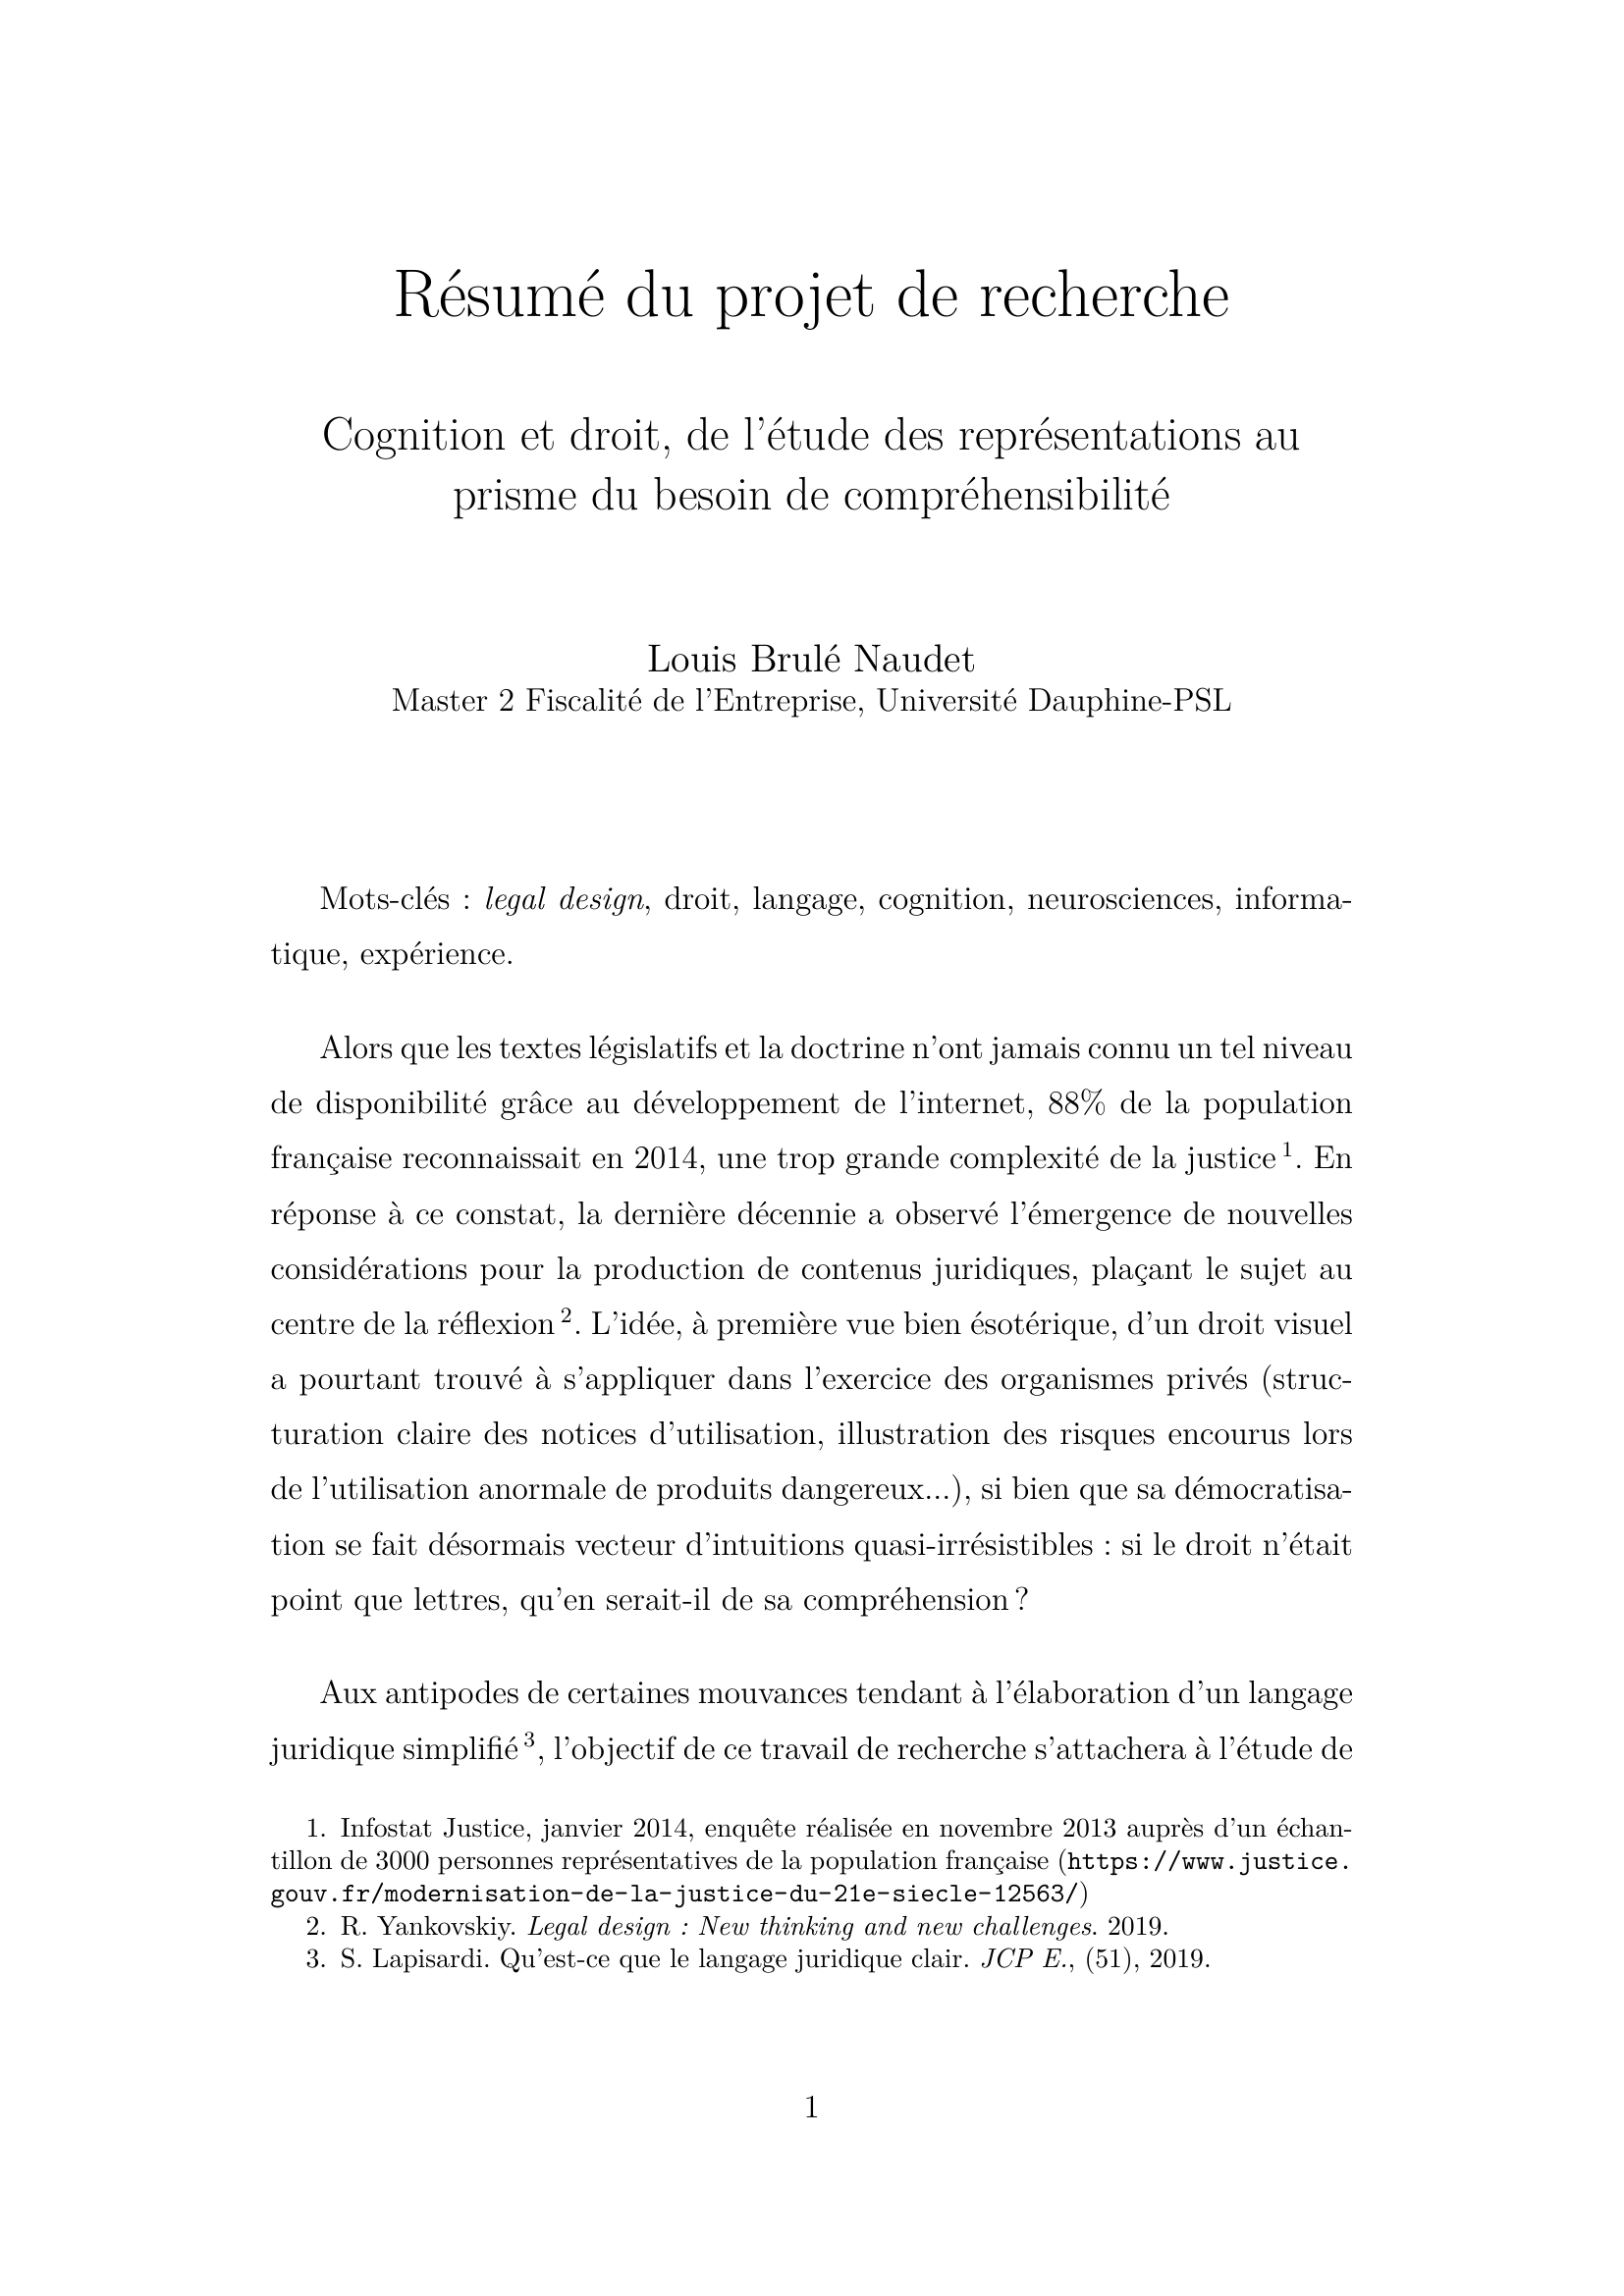 Résumé du projet de recherche
Cognition et droit, de l'étude des représentations au
prisme du besoin de compréhensibilité
Louis Brulé Naudet
Master 2 Fiscalité de l'Entreprise, Université Dauphine-PSL
Mots-clés : legal design, droit, langage, cognition, neurosciences, informa-
tique, expérience.
Alors que les textes législatifs et la doctrine n'ont jamais connu un tel niveau
de disponibilité grâce au développement de l'internet, 88% de la population
française reconnaissait en 2014, une trop grande complexité de la justice 1. En
réponse à ce constat, la dernière décennie a observé l'émergence de nouvelles
considérations pour la production de contenus juridiques, plaçant le sujet au
centre de la réflexion 2. L'idée, à première vue bien ésotérique, d'un droit visuel
a pourtant trouvé à s'appliquer dans l'exercice des organismes privés (struc-
turation claire des notices d'utilisation, illustration des risques encourus lors
de l'utilisation anormale de produits dangereux...), si bien que sa démocratisa-
tion se fait désormais vecteur d'intuitions quasi-irrésistibles : si le droit n'était
point que lettres, qu'en serait-il de sa compréhension ?
Aux antipodes de certaines mouvances tendant à l'élaboration d'un langage
juridique simplifié 3, l'objectif de ce travail de recherche s'attachera à l'étude de
1. Infostat Justice, janvier 2014, enquête réalisée en novembre 2013 auprès d'un échan-
tillon de 3000 personnes représentatives de la population française (https://www.justice.
gouv.fr/modernisation-de-la-justice-du-21e-siecle-12563/)
2. R. Yankovskiy. Legal design : New thinking and new challenges. 2019.
3. S. Lapisardi. Qu'est-ce que le langage juridique clair. JCP E., (51), 2019.
1